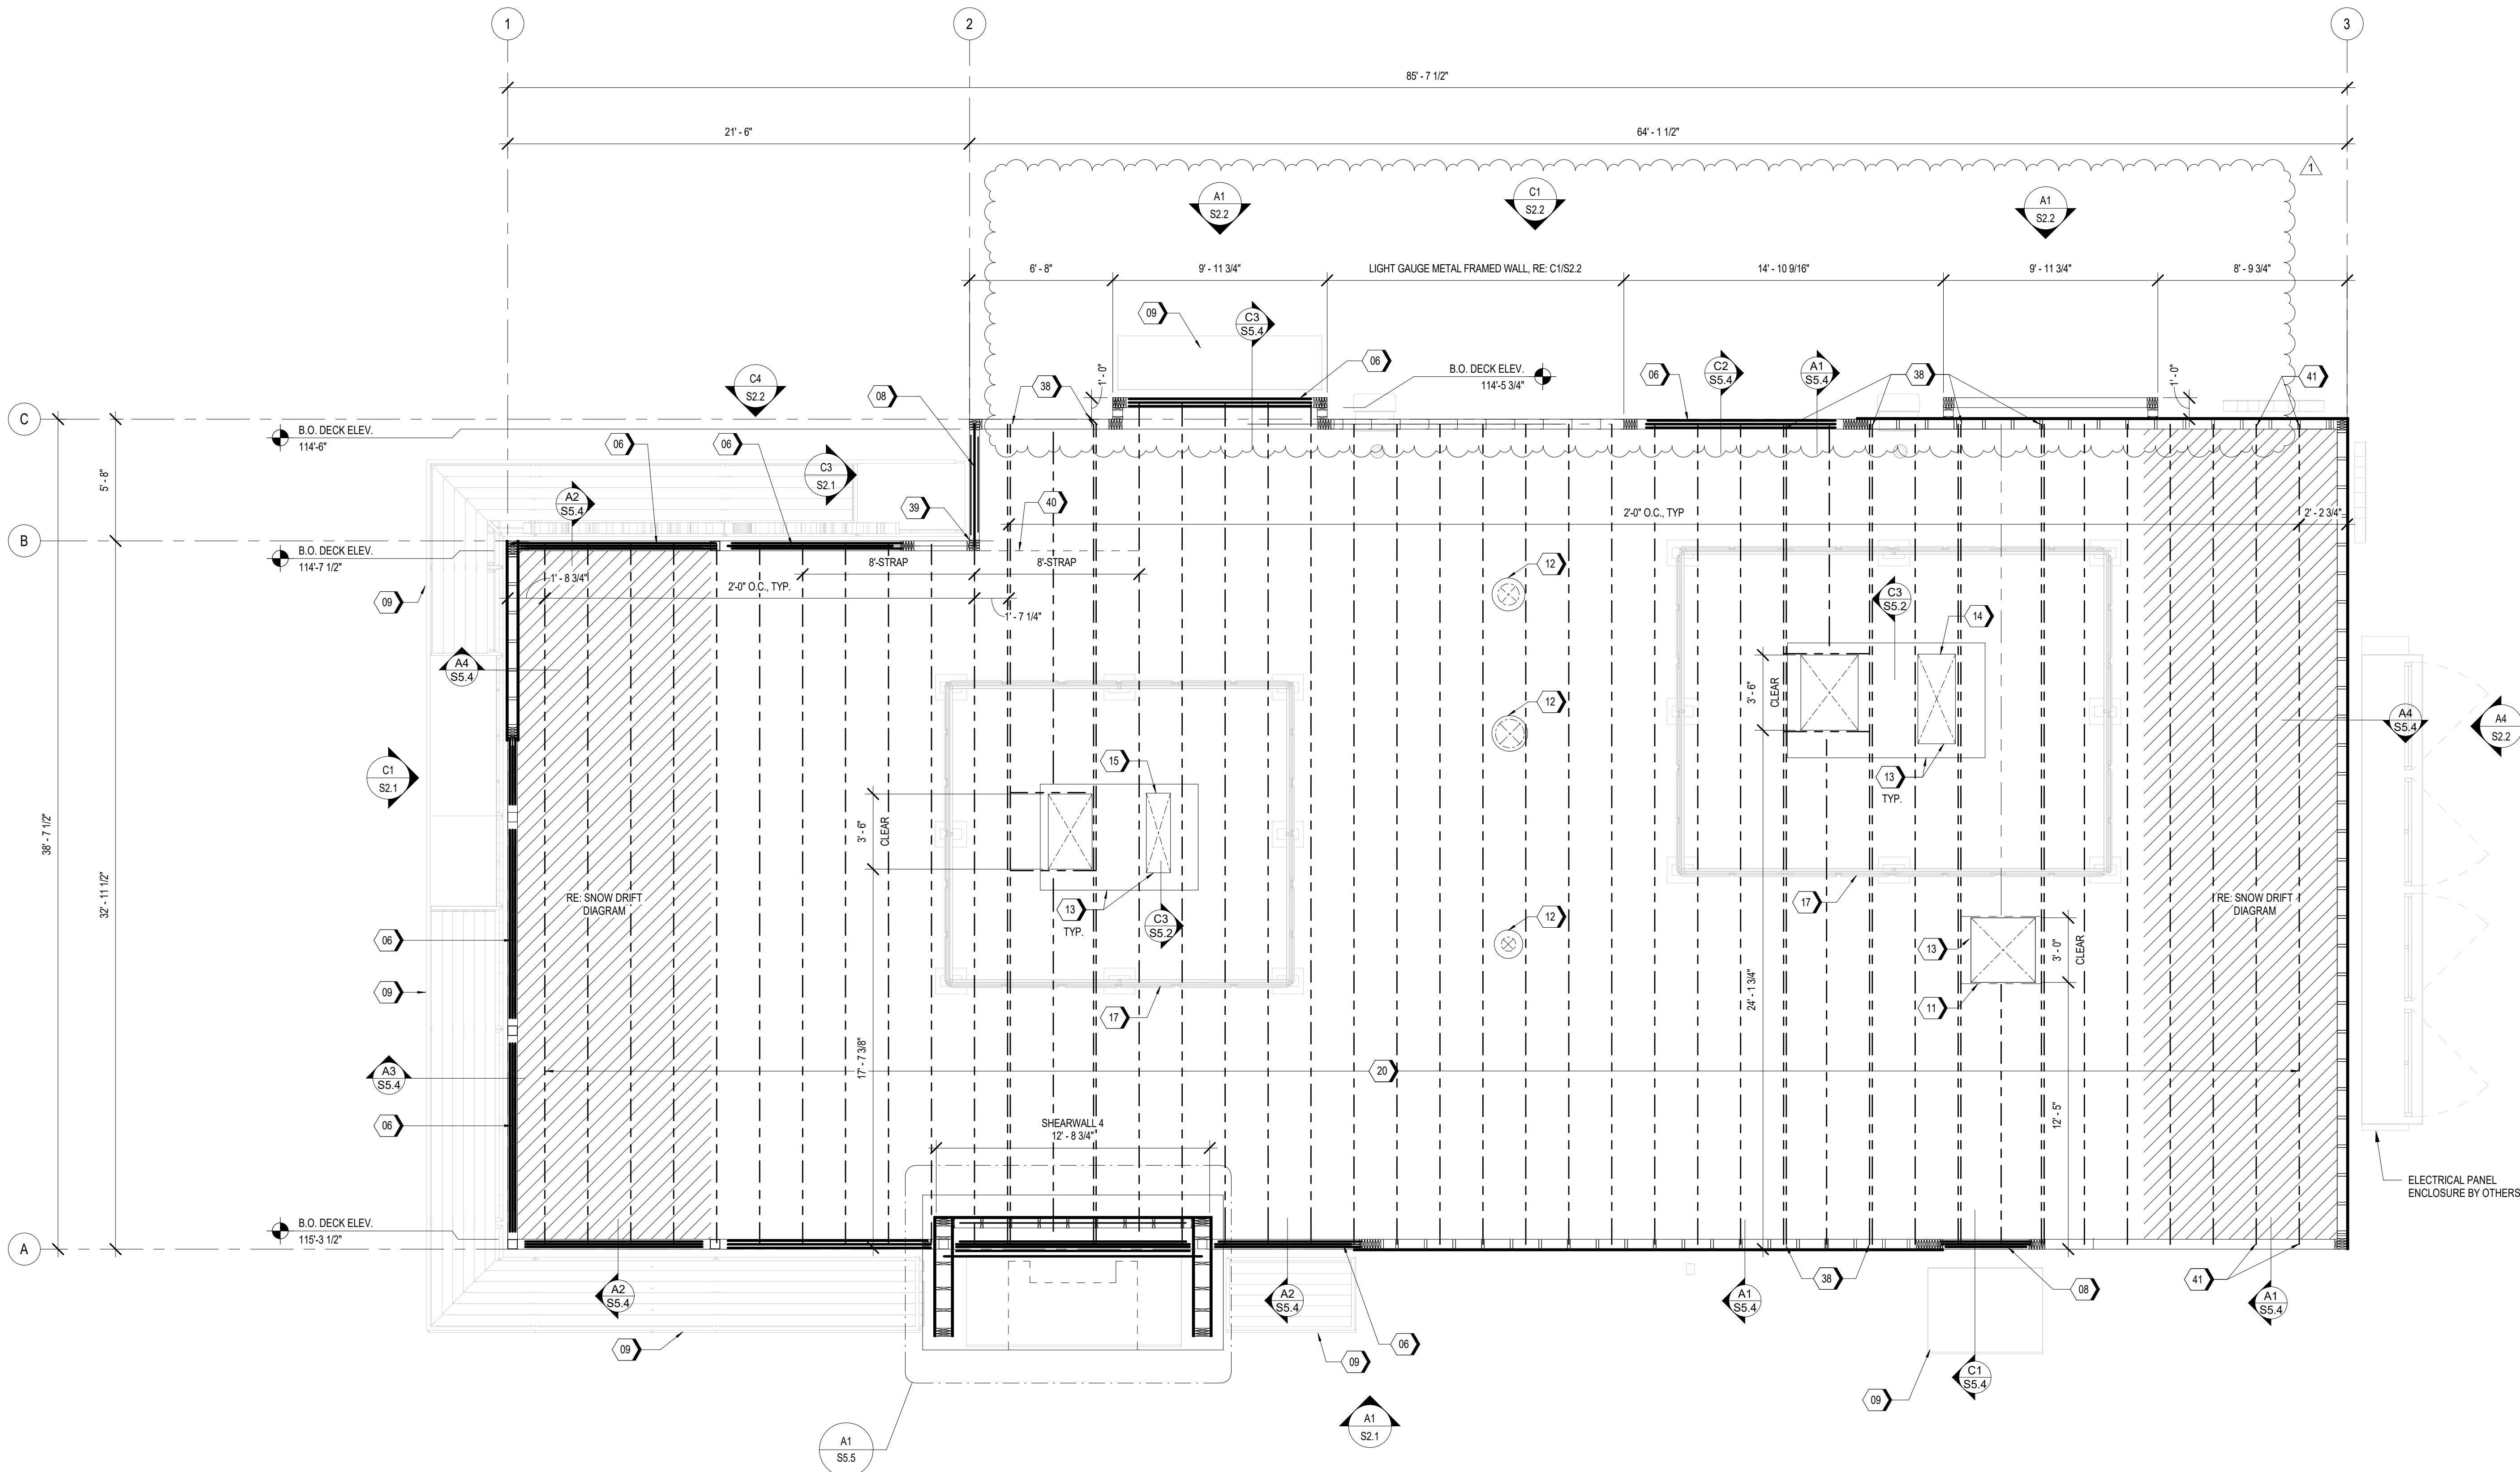 1
2
3
85' - 7 1/2"
21' - 6"
64' - 1 1/2"
1
A1
S2.2
C1
S2.2
A1
S2.2
6' - 8"
9' - 11 3/4"
LIGHT GAUGE METAL FRAMED WALL, RE: C1/S2.2
14' - 10 9/16"
9' - 11 3/4"
8' - 9 3/4"
09
C3
S5.4
06
B.O. DECK ELEV.
114'-5 3/4"
38
1' - 0"
06
C2
S5.4
A1
S5.4
38
1' - 0"
41
C4
S2.2
08
C
B.O. DECK ELEV.
114'-6"
06
06
C3
S2.1
5' - 8"
A2
S5.4
39
40
2'-0" O.C., TYP
2' - 2 3/4"
B
B.O. DECK ELEV.
114'-7 1/2"
8'-STRAP
8'-STRAP
12
1' - 8 3/4"
2'-0" O.C., TYP.
1' - 7 1/4"
09
C3
S5.2
14
A4
S5.4
3' - 6"
CLEAR
12
A4
S5.4
A4
S2.2
C1
S2.1
15
13
TYP.
3' - 6"
CLEAR
38' - 7 1/2"
32' - 11 1/2"
RE: SNOW DRIFT
DIAGRAM
13
TYP.
C3
S5.2
12
17
RE: SNOW DRIFT
DIAGRAM
06
13
3' - 0"
CLEAR
09
17
11
24' - 1 3/4"
17' - 7 3/8"
A3
S5.4
20
06
SHEARWALL 4
12' - 8 3/4"
12' - 5"
ELECTRICAL PANEL
ENCLOSURE BY OTHERS
A
B.O. DECK ELEV.
115'-3 1/2"
A2
S5.4
A2
S5.4
A1
S5.4
38
08
41
A1
S5.4
09
09
06
C1
S5.4
09
A1
S2.1
A1
S5.5